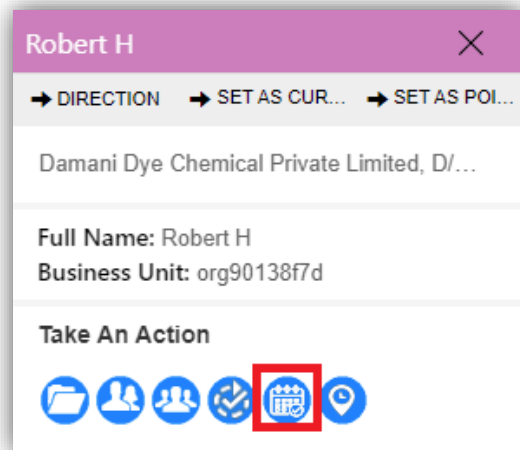 Robert H
DIRECTION SET AS CUR... SET AS POI...
Damani Dye Chemical Private Limited, D/...
Full Name: Robert H
Business Unit: org90138f7d
Take An Action